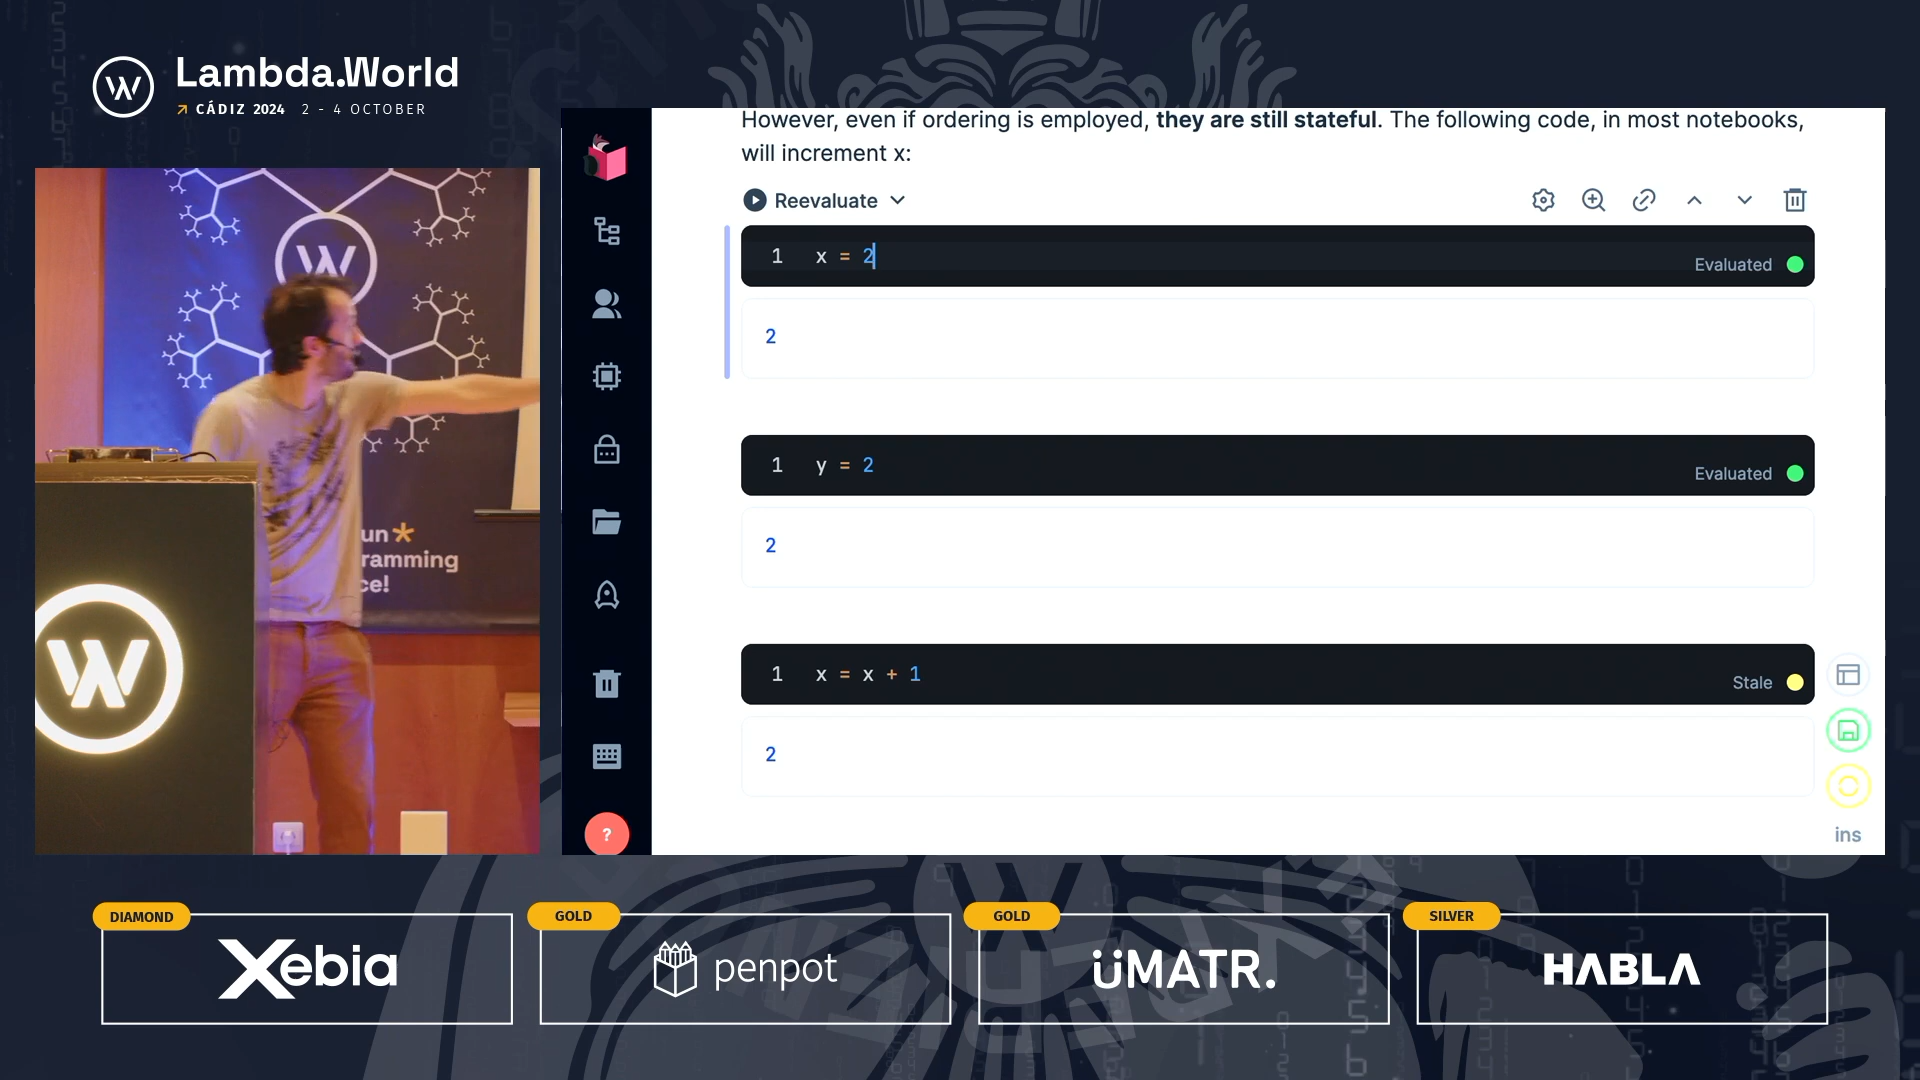 Lambda.World
CÁDIZ 2024 2 - 4 OCTOBER
However, even if ordering is employed, they are still stateful. The following code, in most notebooks,
will increment x:
Reevaluate
1 x = 2
Evaluated
2
1 y = 2
Evaluated
2
1 x = x + 1
Stale
2
ins
?
W
W
W
un*
ramming
ce!
DIAMOND
Xebia
GOLD
penpot
GOLD
üMATR.
SILVER
HABLA